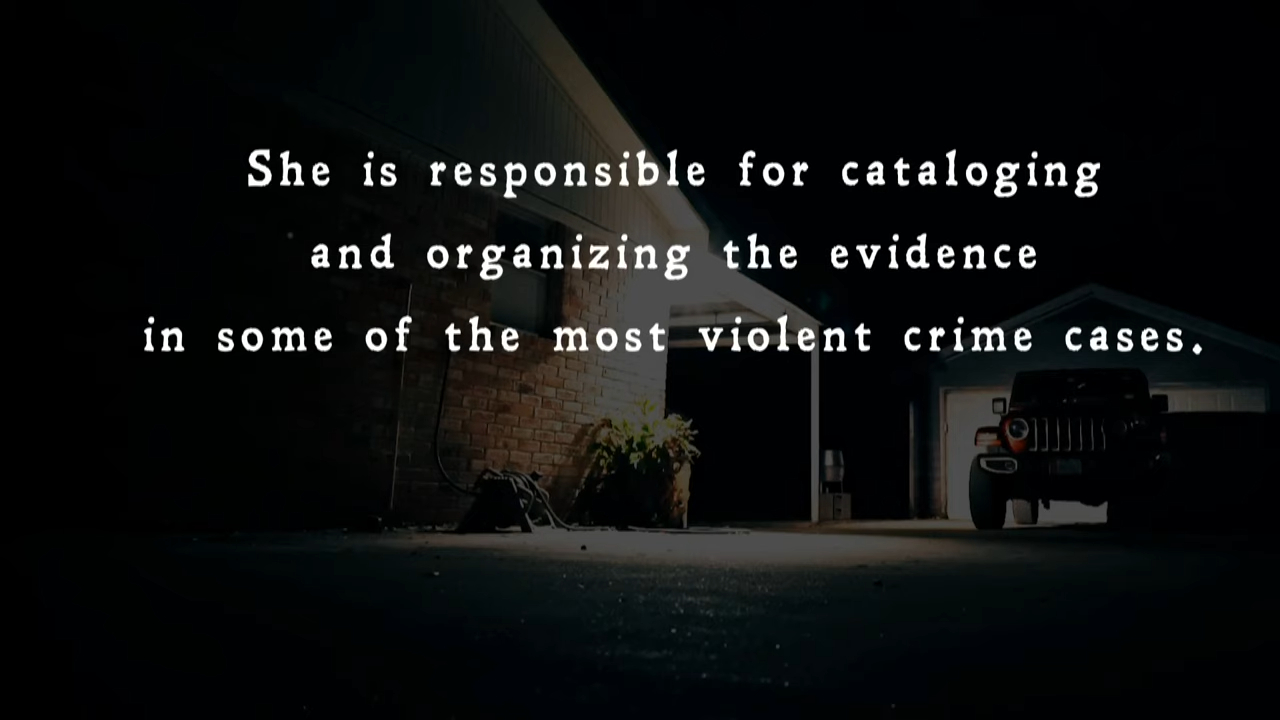 She is responsible for cataloging
and organizing the evidence
in some of the most violent crime cases.